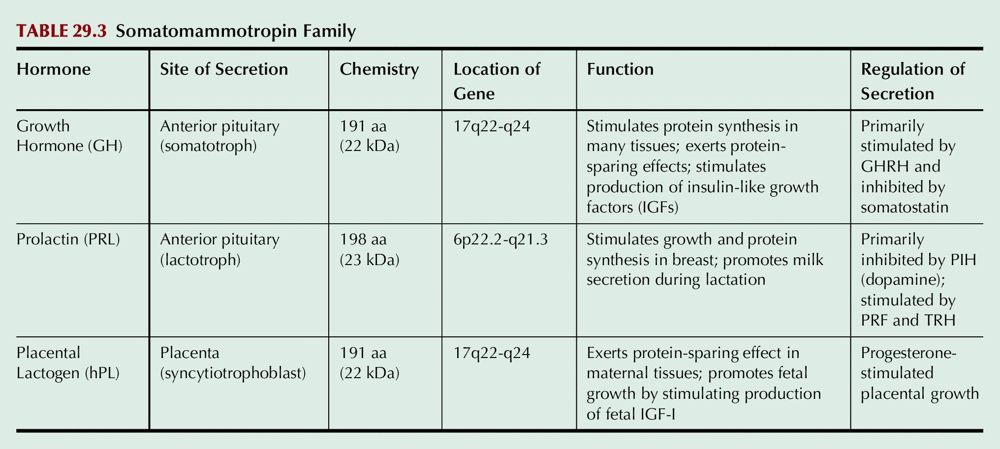 TABLE 29.3 Somatomammotropin Family
Hormone
Site of Secretion
Chemistry
Location of
Gene
Function
Regulation of
Secretion
Growth
Hormone (GH)
Anterior pituitary
(somatotroph)
191 aa
(22 kDa)
17q22-q24
Stimulates protein synthesis in
many tissues; exerts protein-
sparing effects; stimulates
production of insulin-like growth
factors (IGFs)
Primarily
stimulated by
GHRH and
inhibited by
somatostatin
Prolactin (PRL)
Anterior pituitary
(lactotroph)
198 aa
(23 kDa)
6p22.2-q21.3
Stimulates growth and protein
synthesis in breast; promotes milk
secretion during lactation
Primarily
inhibited by PIH
(dopamine);
stimulated by
PRF and TRH
Placental
Lactogen (hPL)
Placenta
(syncytiotrophoblast)
191 aa
(22 kDa)
17q22-q24
Exerts protein-sparing effect in
maternal tissues; promotes fetal
growth by stimulating production
of fetal IGF-I
Progesterone-
stimulated
placental growth